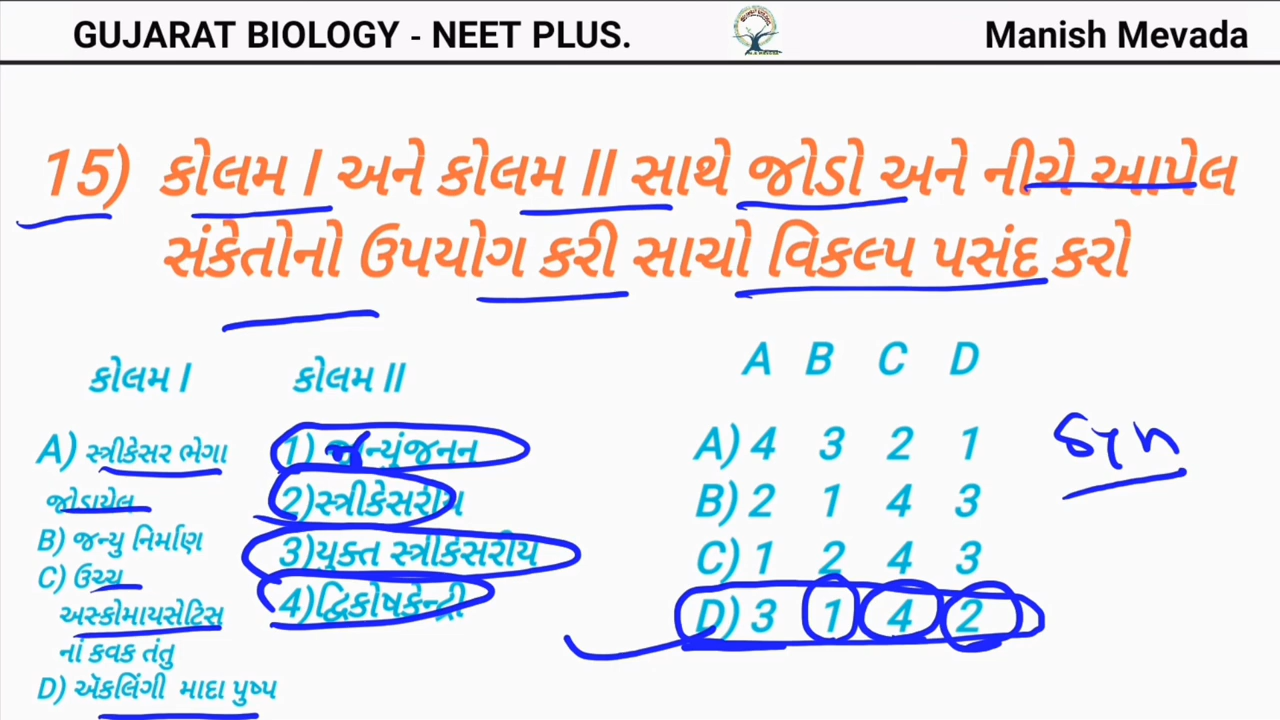 GUJARAT BIOLOGY - NEET PLUS.
Manish Mevada
15) કોલમ I અને કોલમ II સાથે જોડો અને નીચે આપેલ
સંકેતોનો ઉપયોગ કરી સાચો વિકલ્પ પસંદ કરો
કોલમ I
A) સ્ત્રીકેસર ભેગા
જોડાયેલ
B) જન્યુ નિર્માણ
C) ઉચ્ચ
અસ્કોમાયસેટિસ
નાં કવક તંતુ
D) ઍકલિંગી માદા પુષ્પ
કોલમ II
1) જન્યુંજનન
2)સ્ત્રીકેસરીય
3)યુક્ત સ્ત્રીકેસરીય
4)દ્વિકોષકેન્દ્રી
A B C D
A) 4 3 2 1
B) 2 1 4 3
C) 1 2 4 3
D) 3 1 4 2
Syn